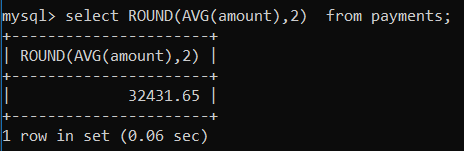 mysql> select ROUND(AVG(amount),2)  from payments;
+----------------------+
| ROUND(AVG(amount),2) |
+----------------------+
|             32431.65 |
+----------------------+
1 row in set (0.06 sec)